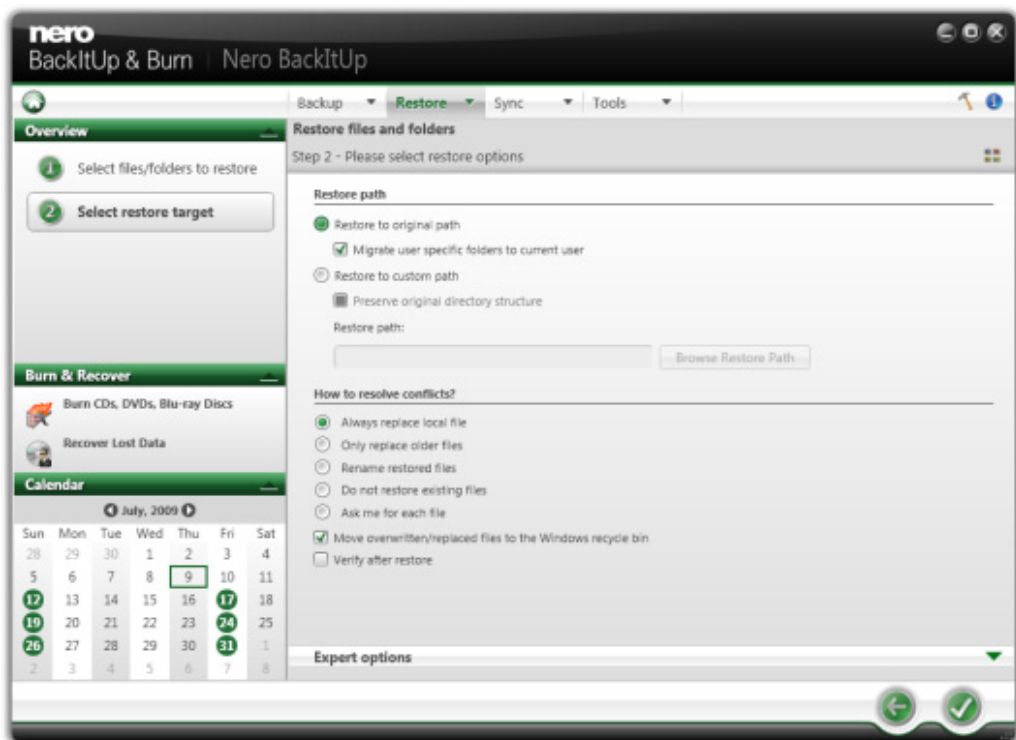 nero
BackItUp & Burn | Nero BackItUp
Backup Restore Sync Tools
Overview
1 Select files/folders to restore
2 Select restore target
Restore files and folders
Step 2 - Please select restore options
Restore path
Restore to original path
Migrate user specific folders to current user
Restore to custom path
Preserve original directory structure
Restore path:
Browse Restore Path
How to resolve conflicts?
Always replace local file
Only replace older files
Rename restored files
Do not restore existing files
Ask me for each file
Move overwritten/replaced files to the Windows recycle bin
Verify after restore
Expert options
Burn & Recover
Burn CDs, DVDs, Blu-ray Discs
Recover Lost Data
Calendar
July, 2009
Sun Mon Tue Wed Thu Fri Sat
28 29 30 1 2 3 4
5 6 7 8 9 10 11
12 13 14 15 16 17 18
19 20 21 22 23 24 25
26 27 28 29 30 31 1
2 3 4 5 6 7 8